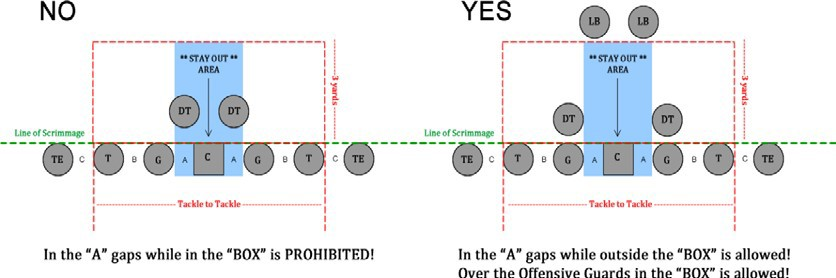 NO
** STAY OUT **
AREA
DT
DT
3 yards
Line of Scrimmage
TE C T B G A C A G B T C TE
Tackle to Tackle
In the “A” gaps while in the “BOX” is PROHIBITED!
YES
LB
LB
** STAY OUT **
AREA
DT
DT
3 yards
Line of Scrimmage
TE C T B G A C A G B T C TE
Tackle to Tackle
In the “A” gaps while outside the “BOX” is allowed!
Over the Offensive Guards in the “BOX” is allowed!